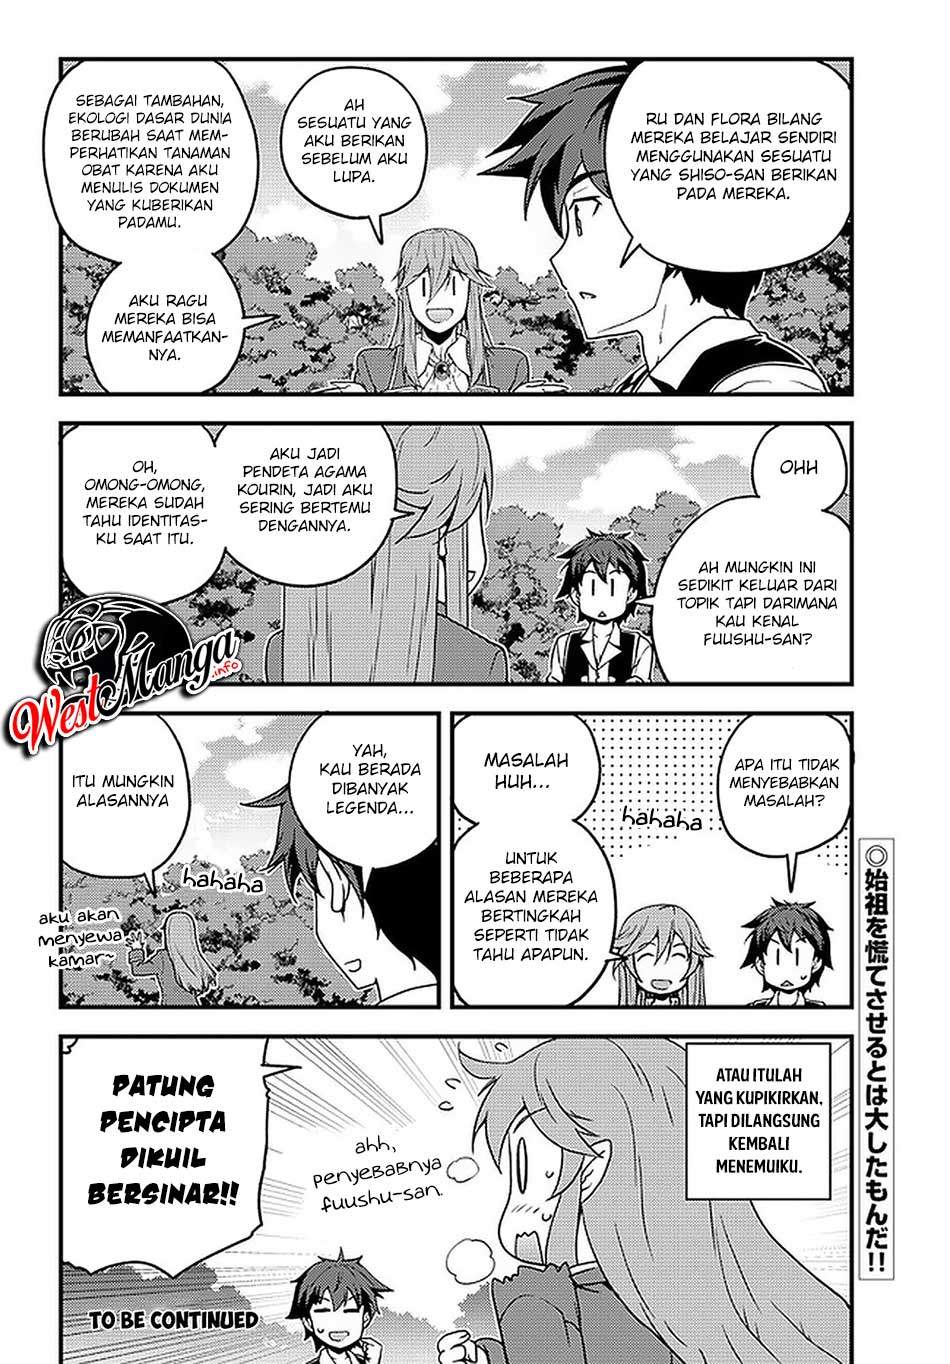 RU DAN FLORA BILANG
MEREKA BELAJAR SENDIRI
MENGGUNAKAN SESUATU
YANG SHISO-SAN BERIKAN
PADA MEREKA.
AH
SESUATU YANG
AKU BERIKAN
SEBELUM AKU
LUPA.
SEBAGAI TAMBAHAN,
EKOLOGI DASAR DUNIA
BERUBAH SAAT MEM-
PERHATIKAN TANAMAN
OBAT KARENA AKU
MENULIS DOKUMEN
YANG KUBERIKAN
PADAMU.
AKU RAGU
MEREKA BISA
MEMANFAATKAN-
NYA.
OHH
AH MUNGKIN INI
SEDIKIT KELUAR DARI
TOPIK TAPI DARIMANA
KAU KENAL
FUUSHU-SAN?
AKU JADI
PENDETA AGAMA
KOURIN, JADI AKU
SERING BERTEMU
DENGANNYA.
OH,
OMONG-OMONG,
MEREKA SUDAH
TAHU IDENTITAS-
KU SAAT ITU.
WestManga
.info
APA ITU TIDAK
MENYEBABKAN
MASALAH?
MASALAH
HUH...
hahaha
UNTUK
BEBERAPA
ALASAN MEREKA
BERTINGKAH
SEPERTI TIDAK
TAHU APAPUN.
YAH,
KAU BERADA
DIBANYAK
LEGENDA...
ITU MUNGKIN
ALASANNYA
hahaha
aku akan
menyewa
kamar~
ATAU ITULAH
YANG KUPIKIRKAN,
TAPI DILANGSUNG
KEMBALI
MENEMUIKU.
PATUNG
PENCIPTA
DIKUIL
BERSINAR!!
ahh,
penyebabnya
fuushu-san.
TO BE CONTINUED
◎始祖を慌てさせるとは大したもんだ!!